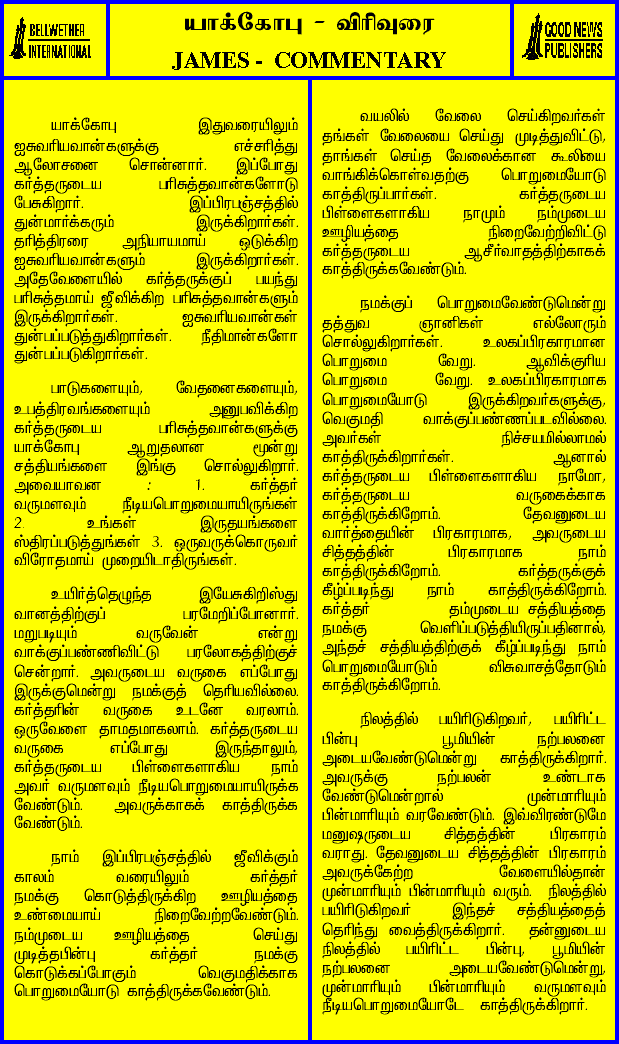 BELLWETHER
INTERNATIONAL
யாக்கோபு - விரிவுரை
JAMES - COMMENTARY
GOOD NEWS
PUBLISHERS
யாக்கோபு இதுவரையிலும்
ஐசுவரியவான்களுக்கு எச்சரித்து
ஆலோசனை சொன்னார். இப்போது
கர்த்தருடைய பரிசுத்தவான்களோடு
பேசுகிறார். இப்பிரபஞ்சத்தில்
துன்மார்க்கரும் இருக்கிறார்கள்.
தரித்திரரை அநியாயமாய் ஒடுக்கிற
ஐசுவரியவான்களும் இருக்கிறார்கள்.
அதேவேளையில் கர்த்தருக்குப் பயந்து
பரிசுத்தமாய் ஜீவிக்கிற பரிசுத்தவான்களும்
இருக்கிறார்கள். ஐசுவரியவான்கள்
துன்பப்படுத்துகிறார்கள். நீதிமான்களோ
துன்பப்படுகிறார்கள்.
பாடுகளையும், வேதனைகளையும்,
உபத்திரவங்களையும் அனுபவிக்கிற
கர்த்தருடைய பரிசுத்தவான்களுக்கு
யாக்கோபு ஆறுதலான மூன்று
சத்தியங்களை இங்கு சொல்லுகிறார்.
அவையாவன : 1. கர்த்தர்
வருமளவும் நீடியபொறுமையாயிருங்கள்
2. உங்கள் இருதயங்களை
ஸ்திரப்படுத்துங்கள் 3. ஒருவருக்கொருவர்
விரோதமாய் முறையிடாதிருங்கள்.
உயிர்த்தெழுந்த இயேசுகிறிஸ்து
வானத்திற்குப் பரமேறிப்போனார்.
மறுபடியும் வருவேன் என்று
வாக்குப்பண்ணிவிட்டு பரலோகத்திற்குச்
சென்றார். அவருடைய வருகை எப்போது
இருக்குமென்று நமக்குத் தெரியவில்லை.
கர்த்தரின் வருகை உடனே வரலாம்.
ஒருவேளை தாமதமாகலாம். கர்த்தருடைய
வருகை எப்போது இருந்தாலும்,
கர்த்தருடைய பிள்ளைகளாகிய நாம்
அவர் வருமளவும் நீடியபொறுமையாயிருக்க
வேண்டும். அவருக்காகக் காத்திருக்க
வேண்டும்.
நாம் இப்பிரபஞ்சத்தில் ஜீவிக்கும்
காலம் வரையிலும் கர்த்தர்
நமக்கு கொடுத்திருக்கிற ஊழியத்தை
உண்மையாய் நிறைவேற்றவேண்டும்.
நம்முடைய ஊழியத்தை செய்து
முடித்தபின்பு கர்த்தர் நமக்கு
கொடுக்கப்போகும் வெகுமதிக்காக
பொறுமையோடு காத்திருக்கவேண்டும்.
வயலில் வேலை செய்கிறவர்கள்
தங்கள் வேலையை செய்து முடித்துவிட்டு,
தாங்கள் செய்த வேலைக்கான கூலியை
வாங்கிக்கொள்வதற்கு பொறுமையோடு
காத்திருப்பார்கள். கர்த்தருடைய
பிள்ளைகளாகிய நாமும் நம்முடைய
ஊழியத்தை நிறைவேற்றிவிட்டு
கர்த்தருடைய ஆசீர்வாதத்திற்காகக்
காத்திருக்கவேண்டும்.
நமக்குப் பொறுமைவேண்டுமென்று
தத்துவ ஞானிகள் எல்லோரும்
சொல்லுகிறார்கள். உலகப்பிரகாரமான
பொறுமை வேறு. ஆவிக்குரிய
பொறுமை வேறு. உலகப்பிரகாரமாக
பொறுமையோடு இருக்கிறவர்களுக்கு,
வெகுமதி வாக்குப்பண்ணப்படவில்லை.
அவர்கள் நிச்சயமில்லாமல்
காத்திருக்கிறார்கள். ஆனால்
கர்த்தருடைய பிள்ளைகளாகிய நாமோ,
கர்த்தருடைய வருகைக்காக
காத்திருக்கிறோம். தேவனுடைய
வார்த்தையின் பிரகாரமாக, அவருடைய
சித்தத்தின் பிரகாரமாக நாம்
காத்திருக்கிறோம். கர்த்தருக்குக்
கீழ்ப்படிந்து நாம் காத்திருக்கிறோம்.
கர்த்தர் தம்முடைய சத்தியத்தை
நமக்கு வெளிப்படுத்தியிருப்பதினால்,
அந்தச் சத்தியத்திற்குக் கீழ்ப்படிந்து நாம்
பொறுமையோடும் விசுவாசத்தோடும்
காத்திருக்கிறோம்.
நிலத்தில் பயிரிடுகிறவர், பயிரிட்ட
பின்பு பூமியின் நற்பலனை
அடையவேண்டுமென்று காத்திருக்கிறார்.
அவருக்கு நற்பலன் உண்டாக
வேண்டுமென்றால் முன்மாரியும்
பின்மாரியும் வரவேண்டும். இவ்விரண்டுமே
மனுஷருடைய சித்தத்தின் பிரகாரம்
வராது. தேவனுடைய சித்தத்தின் பிரகாரம்
அவருக்கேற்ற வேளையில்தான்
முன்மாரியும் பின்மாரியும் வரும். நிலத்தில்
பயிரிடுகிறவர் இந்தச் சத்தியத்தைத்
தெரிந்து வைத்திருக்கிறார். தன்னுடைய
நிலத்தில் பயிரிட்ட பின்பு, பூமியின்
நற்பலனை அடையவேண்டுமென்று,
முன்மாரியும் பின்மாரியும் வருமளவும்
நீடியபொறுமையோடே காத்திருக்கிறார்.